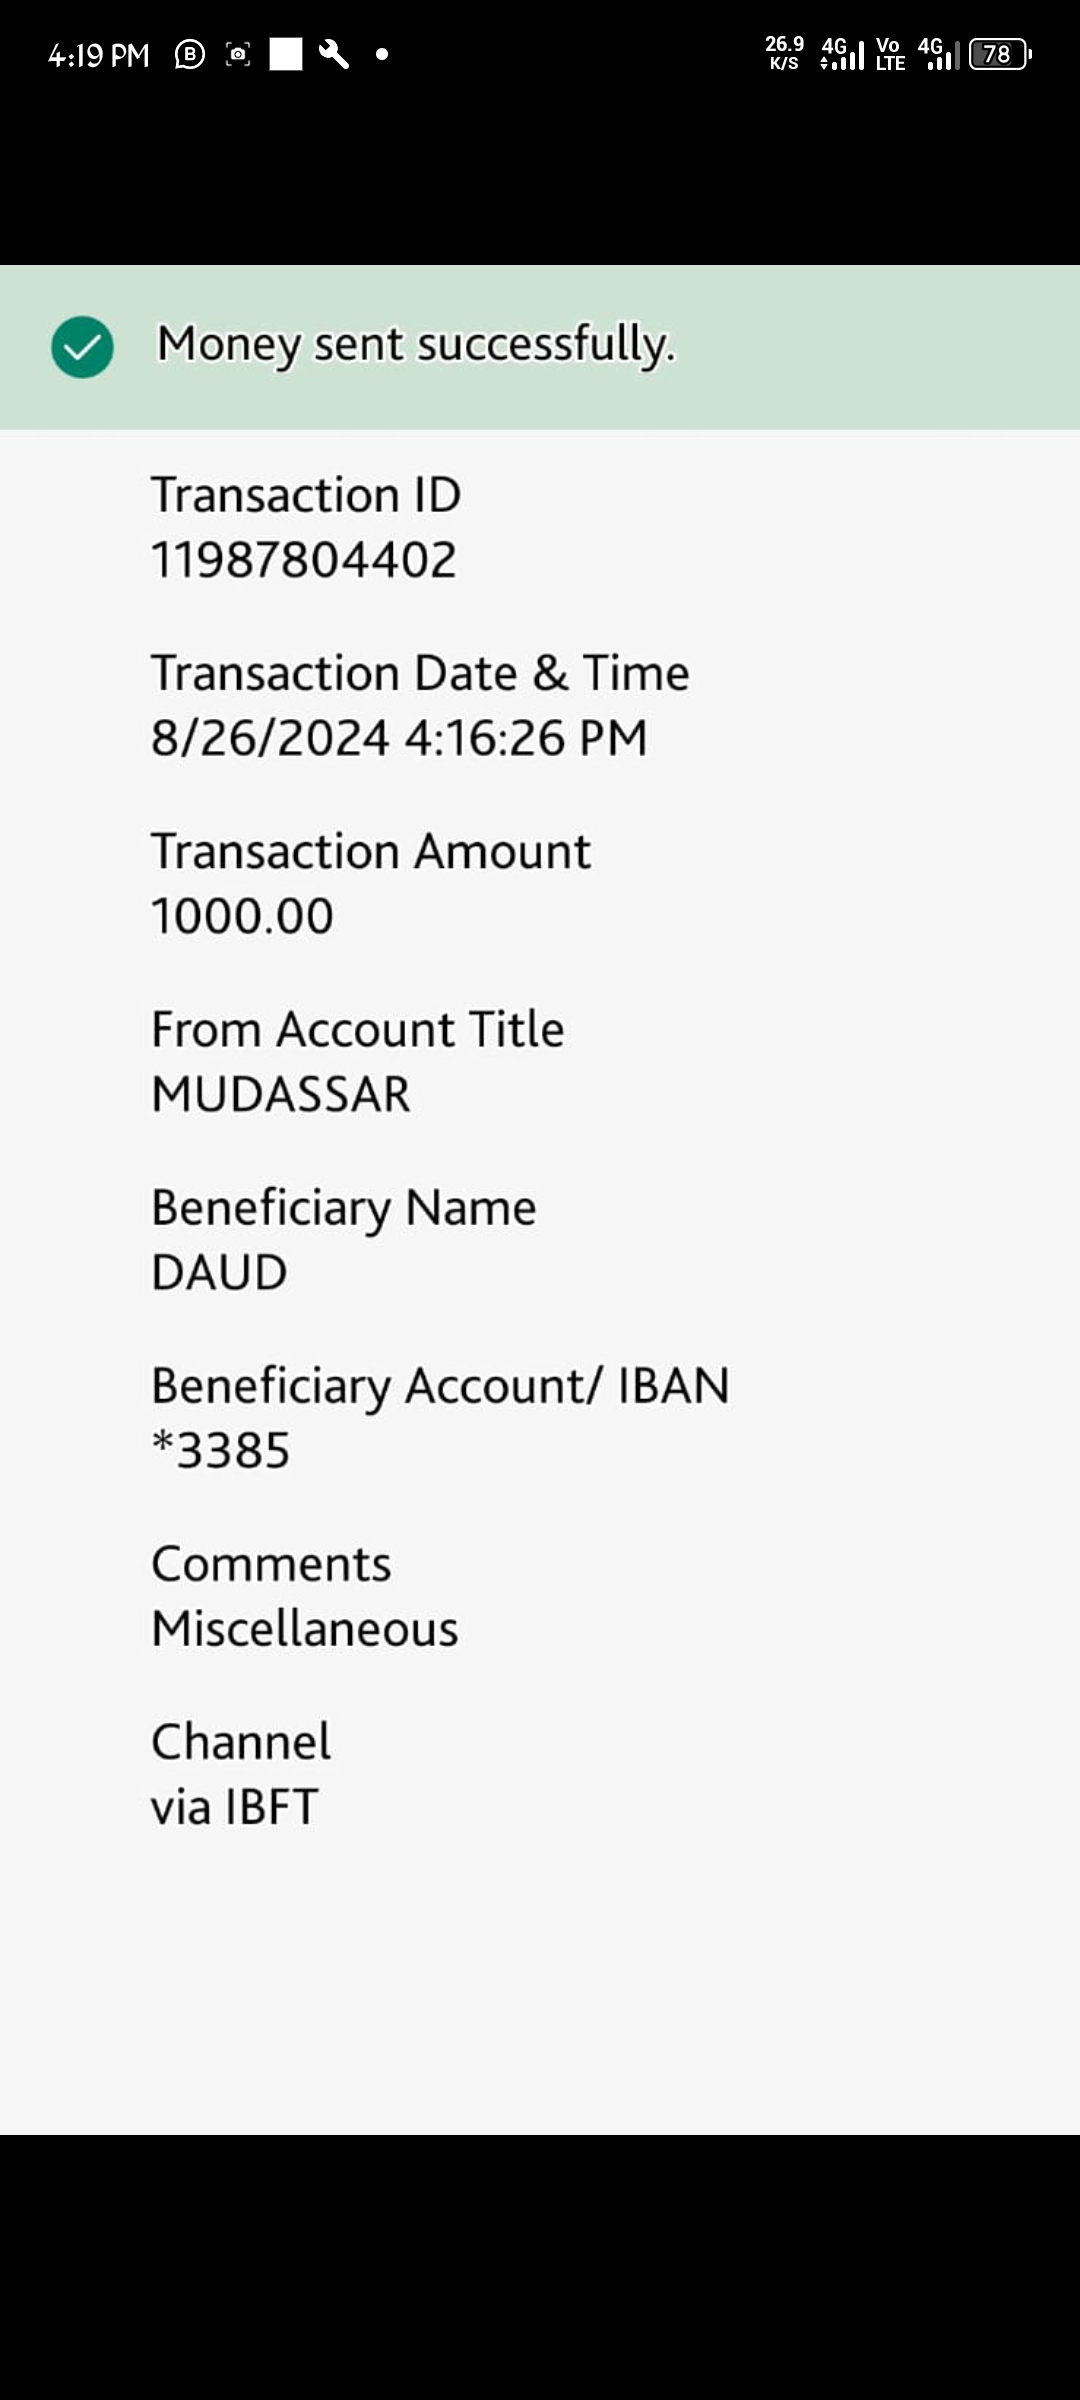 4:19 PM B 26.9 K/S 4G Vo LTE 4G 78
Money sent successfully.
Transaction ID
11987804402
Transaction Date & Time
8/26/2024 4:16:26 PM
Transaction Amount
1000.00
From Account Title
MUDASSAR
Beneficiary Name
DAUD
Beneficiary Account/ IBAN
*3385
Comments
Miscellaneous
Channel
via IBFT